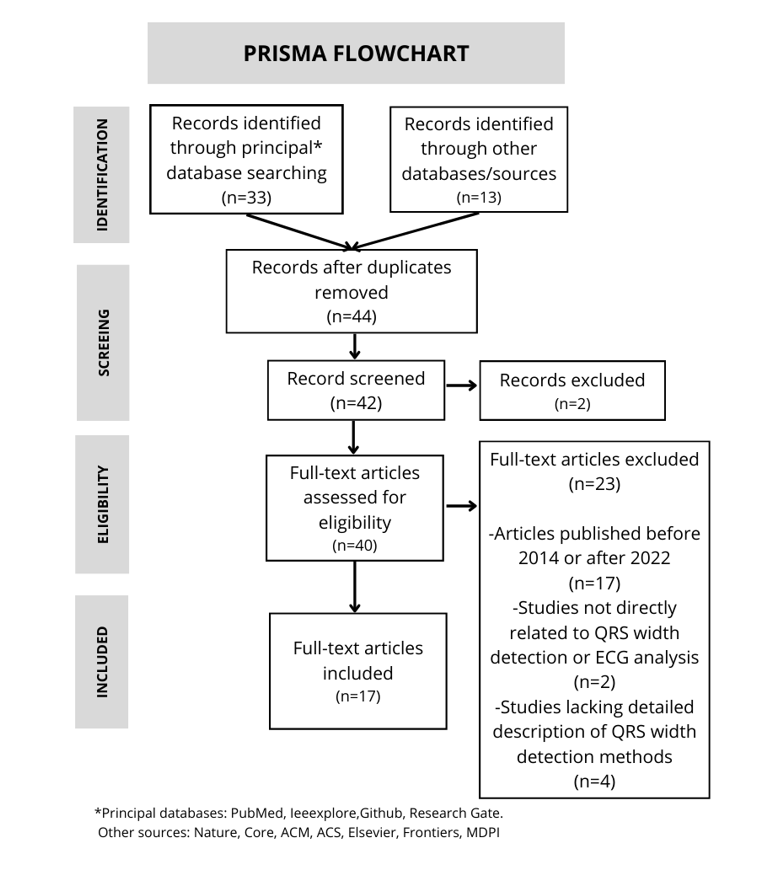 PRISMA FLOWCHART
IDENTIFICATION
Records identified
through principal*
database searching
(n=33)
Records identified
through other
databases/sources
(n=13)
SCREEING
Records after duplicates
removed
(n=44)
Record screened
(n=42)
Records excluded
(n=2)
ELIGIBILITY
Full-text articles
assessed for
eligibility
(n=40)
Full-text articles excluded
(n=23)
-Articles published before
2014 or after 2022
(n=17)
-Studies not directly
related to QRS width
detection or ECG analysis
(n=2)
-Studies lacking detailed
description of QRS width
detection methods
(n=4)
INCLUDED
Full-text articles
included
(n=17)
*Principal databases: PubMed, Ieeexplore,Github, Research Gate.
Other sources: Nature, Core, ACM, ACS, Elsevier, Frontiers, MDPI